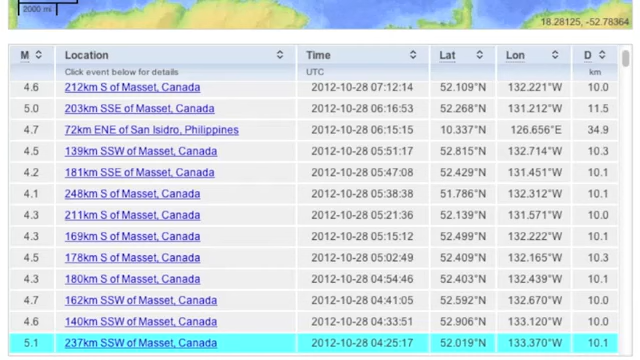 2000 mi
18.28125, -52.78364
M Location Time Lat Lon D
Click event below for details UTC km
4.6 212km S of Masset, Canada 2012-10-28 07:12:14 52.109°N 132.221°W 10.0
5.0 203km SSE of Masset, Canada 2012-10-28 06:16:53 52.268°N 131.212°W 11.5
4.7 72km ENE of San Isidro, Philippines 2012-10-28 06:15:15 10.337°N 126.656°E 34.9
4.5 139km SSW of Masset, Canada 2012-10-28 05:51:17 52.815°N 132.714°W 10.3
4.2 181km SSE of Masset, Canada 2012-10-28 05:47:08 52.429°N 131.451°W 10.1
4.1 248km S of Masset, Canada 2012-10-28 05:38:38 51.786°N 132.312°W 10.1
4.3 211km S of Masset, Canada 2012-10-28 05:21:36 52.139°N 131.571°W 10.0
4.3 169km S of Masset, Canada 2012-10-28 05:15:12 52.499°N 132.222°W 10.1
4.5 178km S of Masset, Canada 2012-10-28 05:02:49 52.409°N 132.165°W 10.3
4.3 180km S of Masset, Canada 2012-10-28 04:54:46 52.403°N 132.439°W 10.1
4.7 162km SSW of Masset, Canada 2012-10-28 04:41:05 52.592°N 132.670°W 10.0
4.6 140km SSW of Masset, Canada 2012-10-28 04:33:51 52.906°N 133.120°W 10.0
5.1 237km SSW of Masset, Canada 2012-10-28 04:25:17 52.019°N 133.370°W 10.1